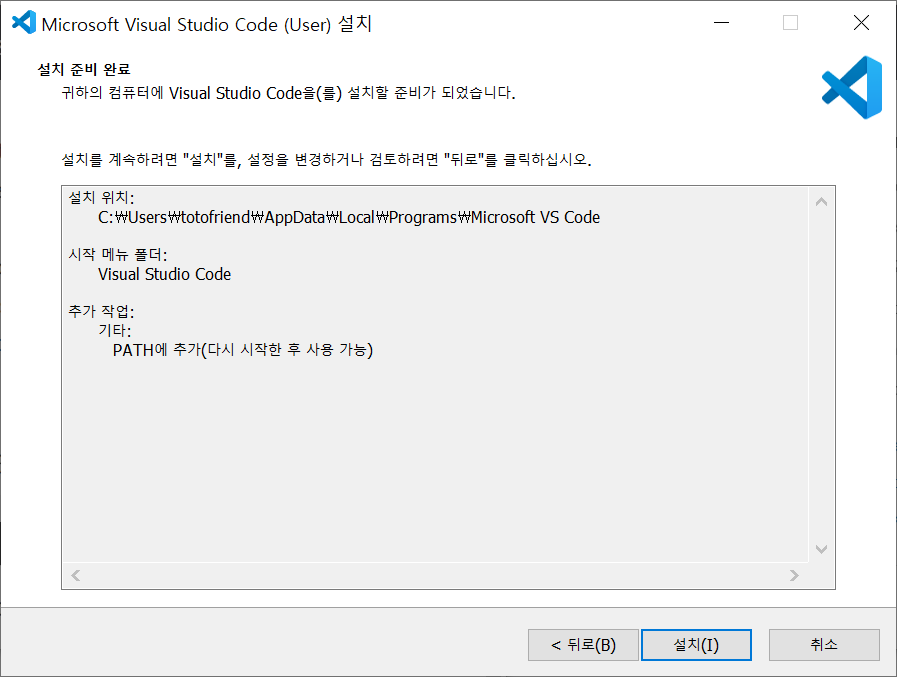 Microsoft Visual Studio Code (User) 설치
설치 준비 완료
귀하의 컴퓨터에 Visual Studio Code을(를) 설치할 준비가 되었습니다.
설치를 계속하려면 "설치"를, 설정을 변경하거나 검토하려면 "뒤로"를 클릭하십시오.
설치 위치:
C:₩Users₩totofriend₩AppData₩Local₩Programs₩Microsoft VS Code
시작 메뉴 폴더:
Visual Studio Code
추가 작업:
기타:
PATH에 추가(다시 시작한 후 사용 가능)
< 뒤로(B)
설치(I)
취소